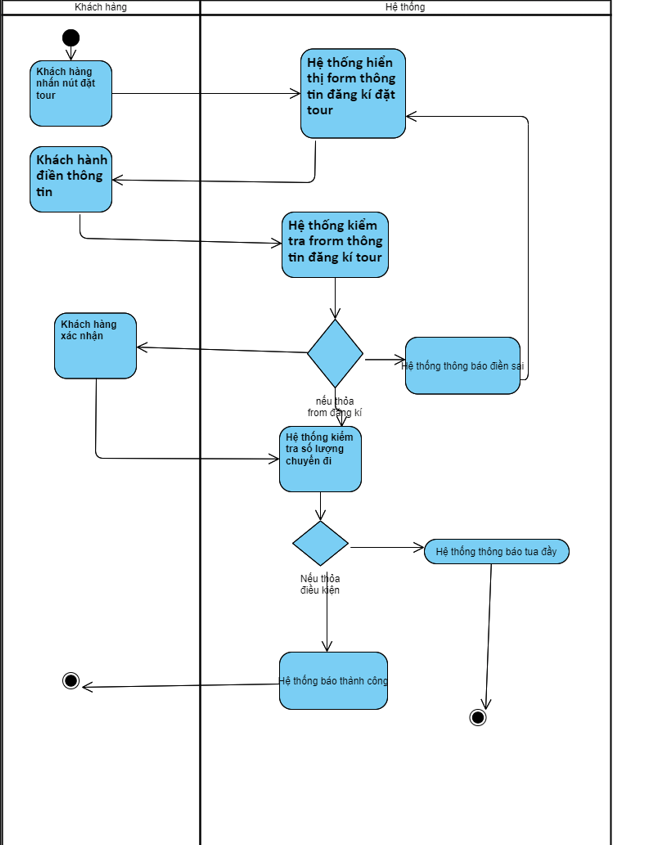 Khách hàng
Hệ thống
Khách hàng
nhấn nút đặt
tour
Hệ thống hiển
thị form thông
tin đăng kí đặt
tour
Khách hành
điền thông
tin
Hệ thống kiểm
tra frorm thông
tin đăng kí tour
Khách hàng
xác nhận
Hệ thống thông báo điền sai
nếu thỏa
from đăng kí
Hệ thống kiểm
tra số lượng
chuyến đi
Hệ thống thông báo tua đầy
Nếu thỏa
điều kiện
Hệ thống báo thành công